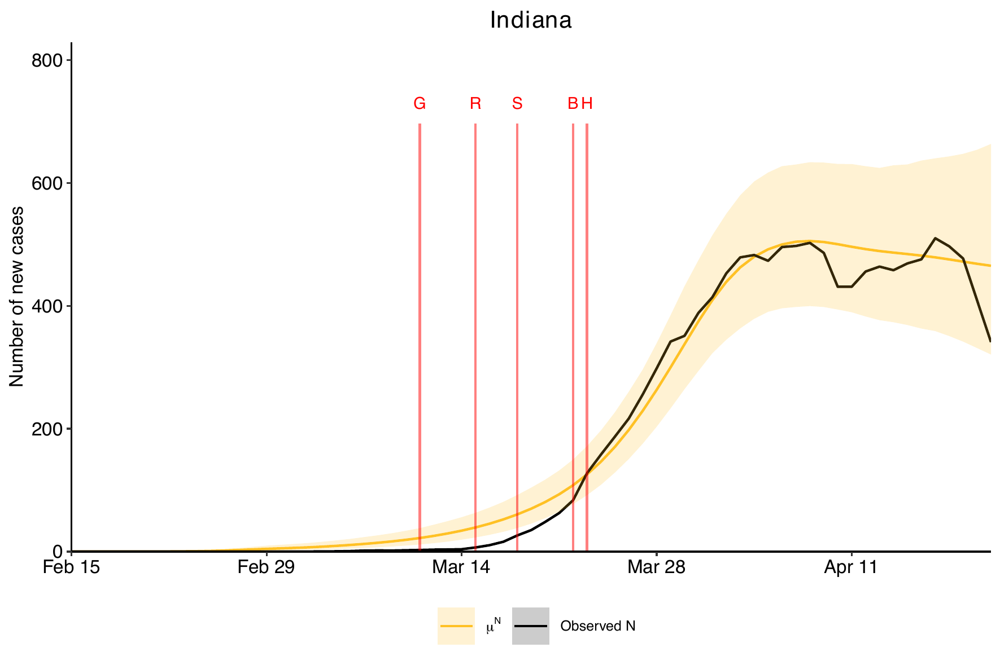 Indiana
Number of new cases
800
600
400
200
0
G R S B H
Feb 15 Feb 29 Mar 14 Mar 28 Apr 11
μN Observed N